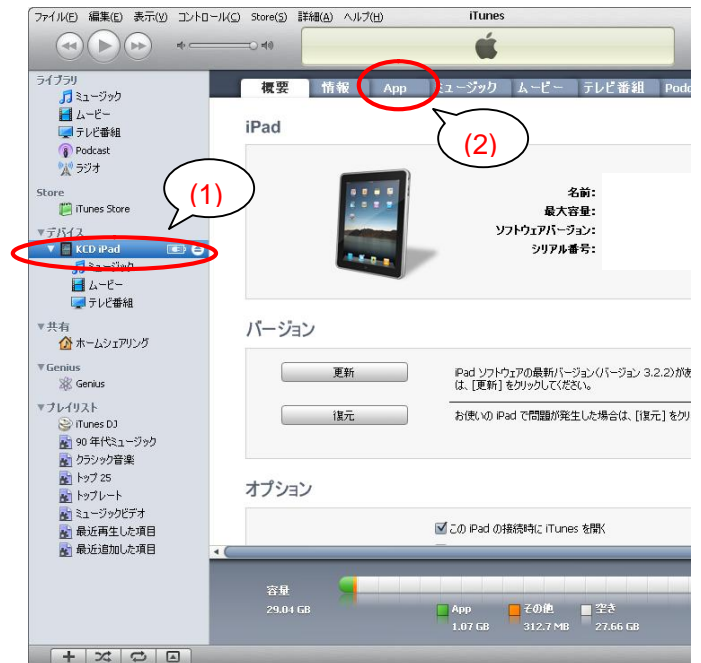 ファイル(F) 編集(E) 表示(V) コントロール(C) Store(S) 詳細(A) ヘルプ(H)
iTunes
ライブラリ
ミュージック
ムービー
テレビ番組
Podcast
ラジオ
Store
iTunes Store
デバイス
KCD iPad
ミュージック
ムービー
テレビ番組
共有
ホームシェアリング
Genius
Genius
プレイリスト
iTunes DJ
90 年代ミュージック
クラシック音楽
トップ 25
トップレート
ミュージックビデオ
最近再生した項目
最近追加した項目
(1)
概要 情報 App ミュージック ムービー テレビ番組 Podc
(2)
iPad
名前:
最大容量:
ソフトウェアバージョン:
シリアル番号:
バージョン
更新
iPad ソフトウェアの最新バージョン(バージョン 3.2.2)があ
は、[更新] をクリックしてください。
復元
お使いの iPad で問題が発生した場合は、[復元] をクリ
オプション
この iPad の接続時に iTunes を開く
容量
29.04 GB
App
1.07 GB
その他
312.7 MB
空き
27.66 GB